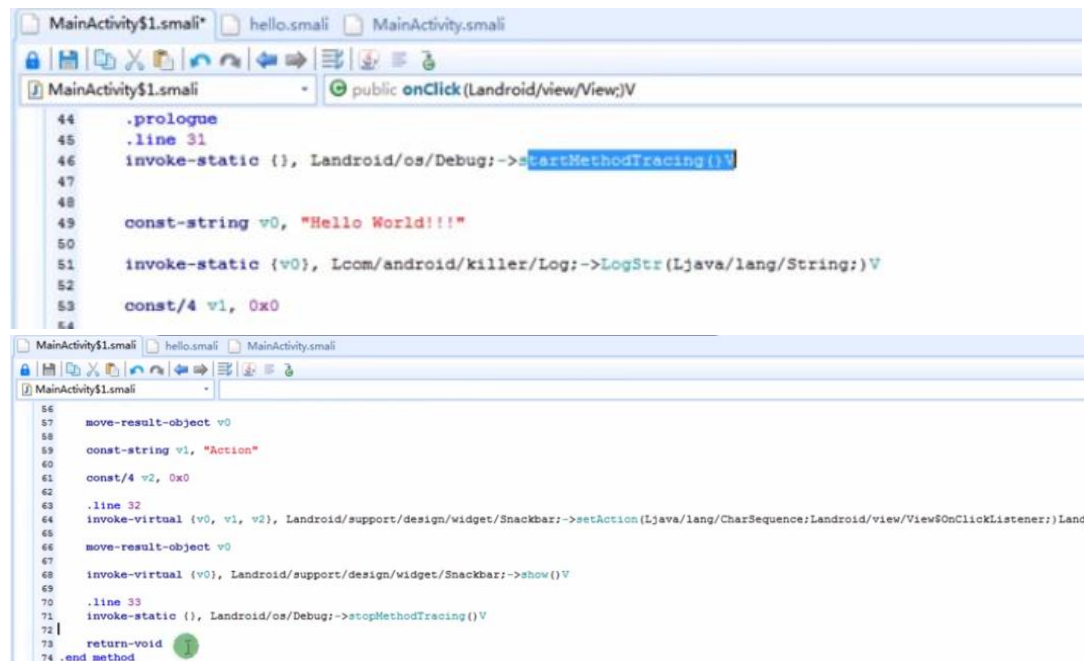 MainActivity$1.smali* hello.smali MainActivity.smali
MainActivity$1.smali public onClick(Landroid/view/View;)V
44 .prologue
45 .line 31
46 invoke-static {}, Landroid/os/Debug;->startMethodTracing()V
47
48
49 const-string v0, "Hello World!!!"
50
51 invoke-static {v0}, Lcom/android/killer/Log;->LogStr(Ljava/lang/String;)V
52
53 const/4 v1, 0x0
54
MainActivity$1.smali hello.smali MainActivity.smali
MainActivity$1.smali
56
57 move-result-object v0
58
59 const-string v1, "Action"
60
61 const/4 v2, 0x0
62
63 .line 32
64 invoke-virtual {v0, v1, v2}, Landroid/support/design/widget/Snackbar;->setAction(Ljava/lang/CharSequence;Landroid/view/View$OnClickListener;)Land
65
66 move-result-object v0
67
68 invoke-virtual {v0}, Landroid/support/design/widget/Snackbar;->show()V
69
70 .line 33
71 invoke-static {}, Landroid/os/Debug;->stopMethodTracing()V
72
73 return-void
74 .end method